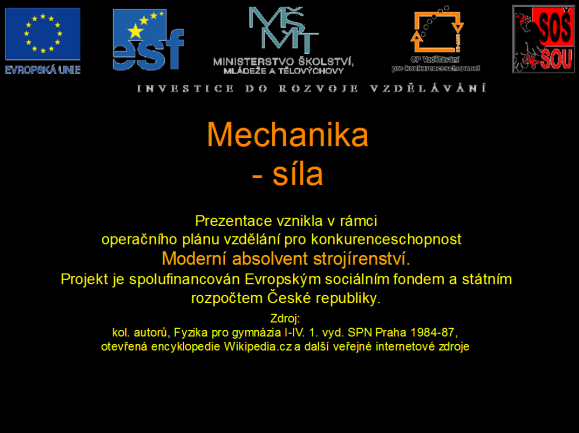 EVROPSKÁ UNIE
esf
MŠMT
MINISTERSTVO ŠKOLSTVÍ,
MLÁDEŽE A TĚLOVÝCHOVY
OP Vzdělávání
pro konkurenceschopnost
SOŠ
SOU
INVESTICE DO ROZVOJE VZDĚLÁVÁNÍ
Mechanika
- síla
Prezentace vznikla v rámci
operačního plánu vzdělání pro konkurenceschopnost
Moderní absolvent strojírenství.
Projekt je spolufinancován Evropským sociálním fondem a státním
rozpočtem České republiky.
Zdroj:
kol. autorů, Fyzika pro gymnázia I-IV. 1. vyd. SPN Praha 1984-87,
otevřená encyklopedie Wikipedia.cz a další veřejné internetové zdroje